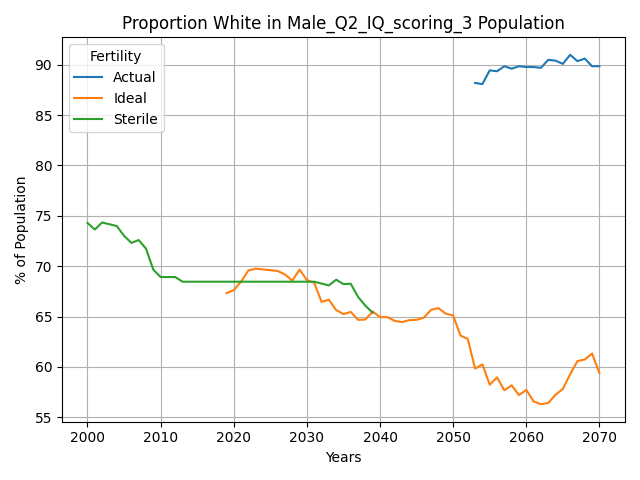 Proportion White in Male_Q2_IQ_scoring_3 Population
Fertility
Actual
Ideal
Sterile
% of Population
90
85
80
75
70
65
60
55
2000 2010 2020 2030 2040 2050 2060 2070
Years